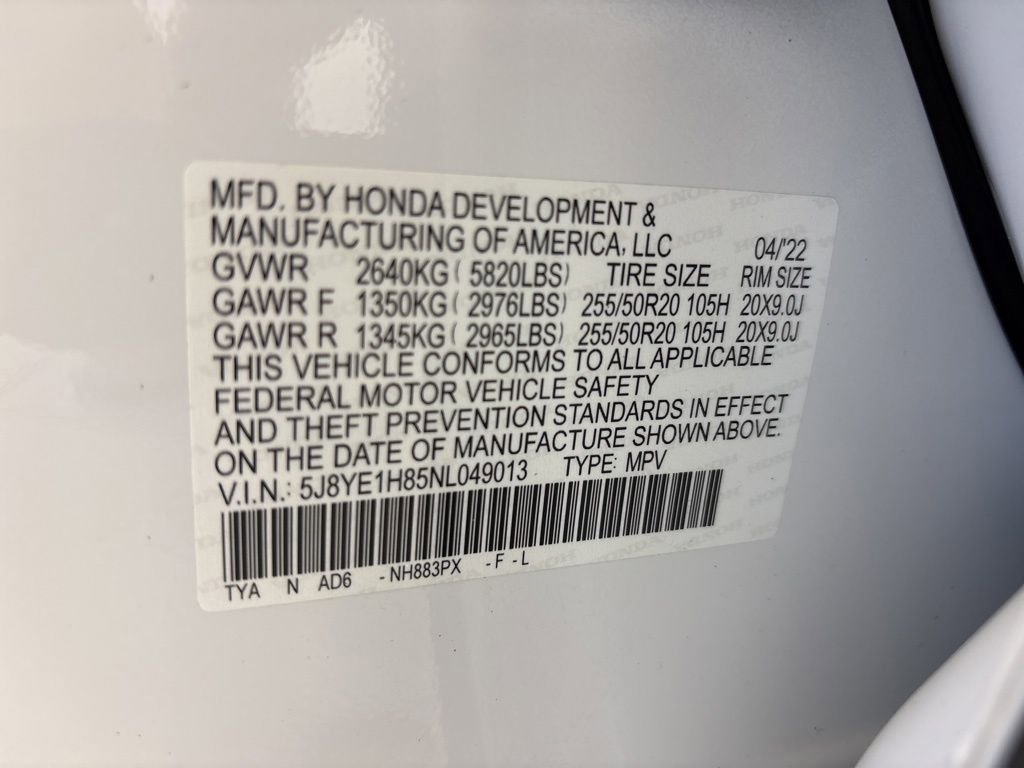 MFD. BY HONDA DEVELOPMENT &
MANUFACTURING OF AMERICA, LLC 04/'22
GVWR 2640KG ( 5820LBS) TIRE SIZE RIM SIZE
GAWR F 1350KG ( 2976LBS) 255/50R20 105H 20X9.0J
GAWR R 1345KG ( 2965LBS) 255/50R20 105H 20X9.0J
THIS VEHICLE CONFORMS TO ALL APPLICABLE
FEDERAL MOTOR VEHICLE SAFETY
AND THEFT PREVENTION STANDARDS IN EFFECT
ON THE DATE OF MANUFACTURE SHOWN ABOVE.
V.I.N.: 5J8YE1H85NL049013 TYPE: MPV
TYA N AD6 - NH883PX - F - L